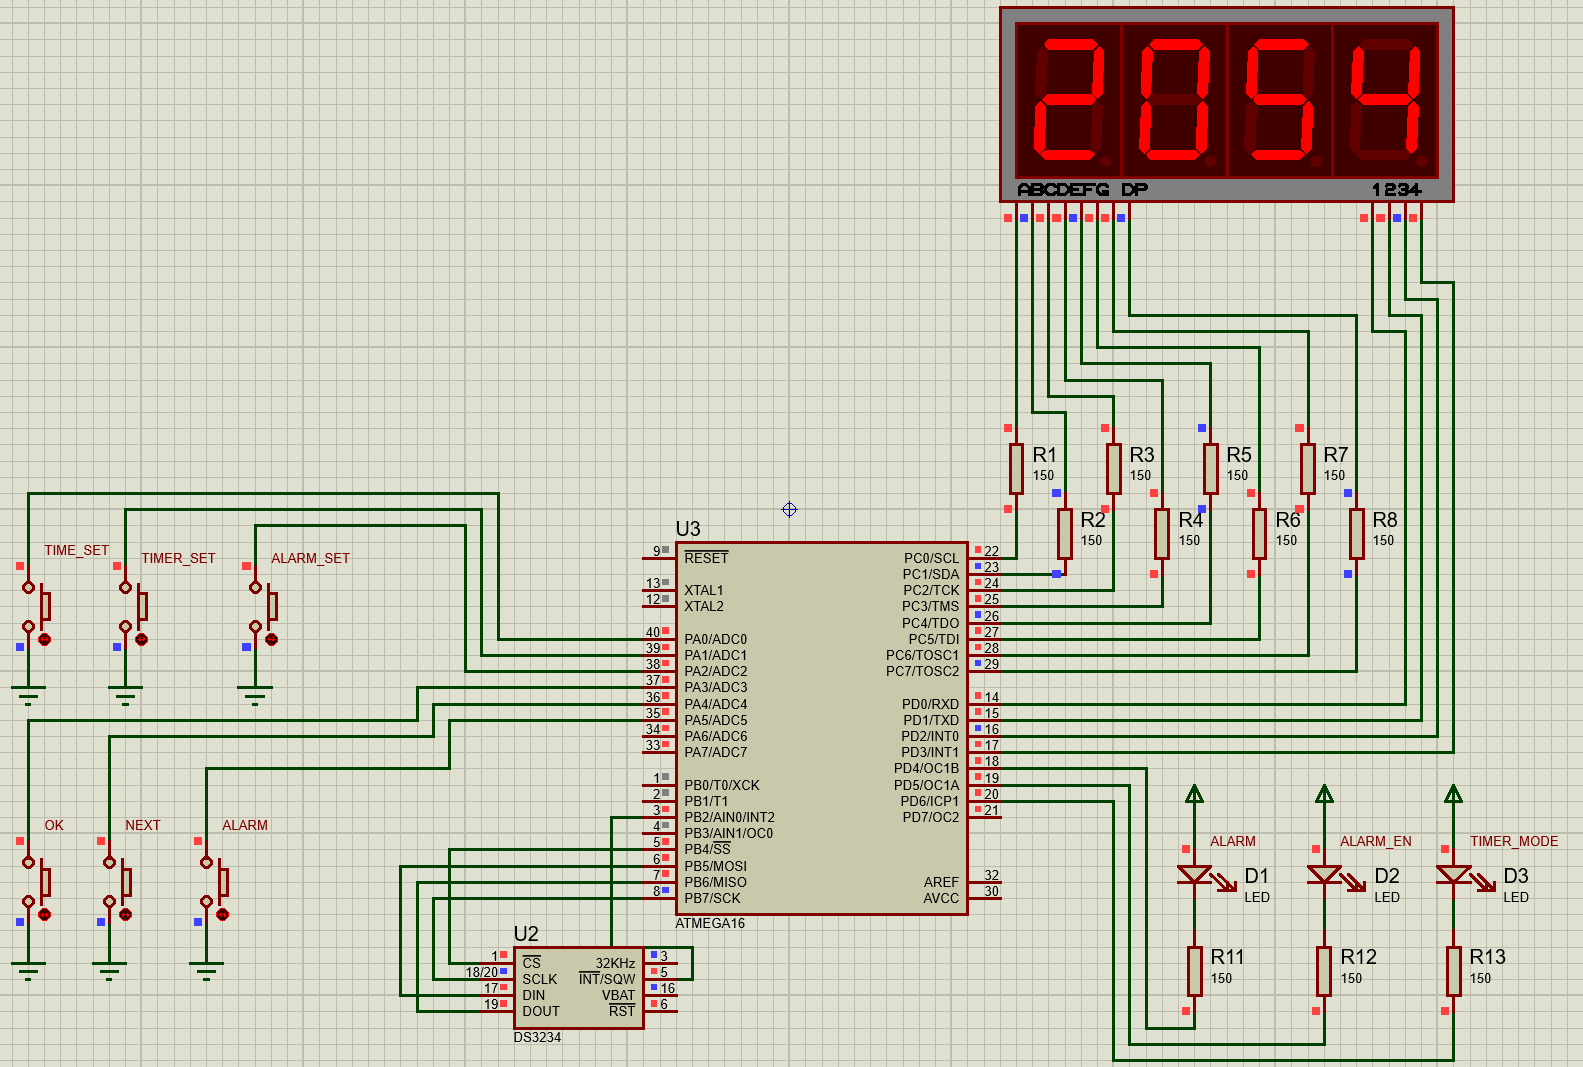 2054
ABCDEFG DP
1234
R1
150
R2
150
R3
150
R4
150
R5
150
R6
150
R7
150
R8
150
U3
9 RESET
13 XTAL1
12 XTAL2
40 PA0/ADC0
39 PA1/ADC1
38 PA2/ADC2
37 PA3/ADC3
36 PA4/ADC4
35 PA5/ADC5
34 PA6/ADC6
33 PA7/ADC7
1 PB0/T0/XCK
2 PB1/T1
3 PB2/AIN0/INT2
4 PB3/AIN1/OC0
5 PB4/SS
6 PB5/MOSI
7 PB6/MISO
8 PB7/SCK
PC0/SCL 22
PC1/SDA 23
PC2/TCK 24
PC3/TMS 25
PC4/TDO 26
PC5/TDI 27
PC6/TOSC1 28
PC7/TOSC2 29
PD0/RXD 14
PD1/TXD 15
PD2/INT0 16
PD3/INT1 17
PD4/OC1B 18
PD5/OC1A 19
PD6/ICP1 20
PD7/OC2 21
AREF 32
AVCC 30
ATMEGA16
TIME_SET
TIMER_SET
ALARM_SET
OK
NEXT
ALARM
U2
1 CS
18/20 SCLK
17 DIN
19 DOUT
32KHz 3
INT/SQW 5
VBAT 16
RST 6
DS3234
ALARM
D1
LED
R11
150
ALARM_EN
D2
LED
R12
150
TIMER_MODE
D3
LED
R13
150